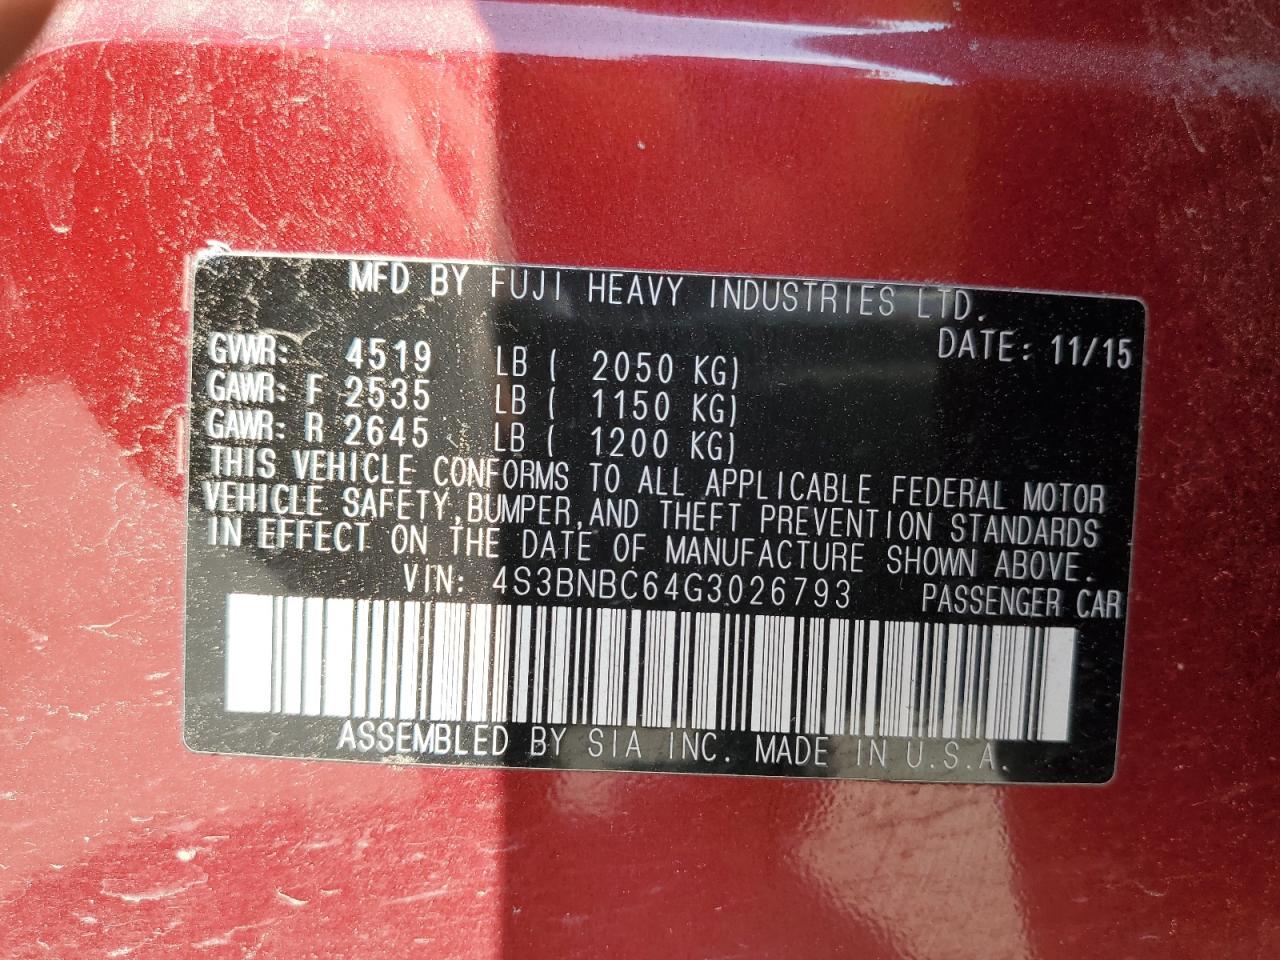 MFD BY FUJI HEAVY INDUSTRIES LTD.
DATE: 11/15
GVWR: 4519 LB ( 2050 KG)
GAWR: F 2535 LB ( 1150 KG)
GAWR: R 2645 LB ( 1200 KG)
THIS VEHICLE CONFORMS TO ALL APPLICABLE FEDERAL MOTOR
VEHICLE SAFETY,BUMPER,AND THEFT PREVENTION STANDARDS
IN EFFECT ON THE DATE OF MANUFACTURE SHOWN ABOVE.
VIN: 4S3BNBC64G3026793 PASSENGER CAR
ASSEMBLED BY SIA INC. MADE IN U.S.A.